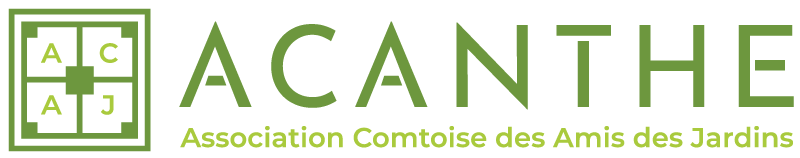 A C
A J
ACANTHE
Association Comtoise des Amis des Jardins